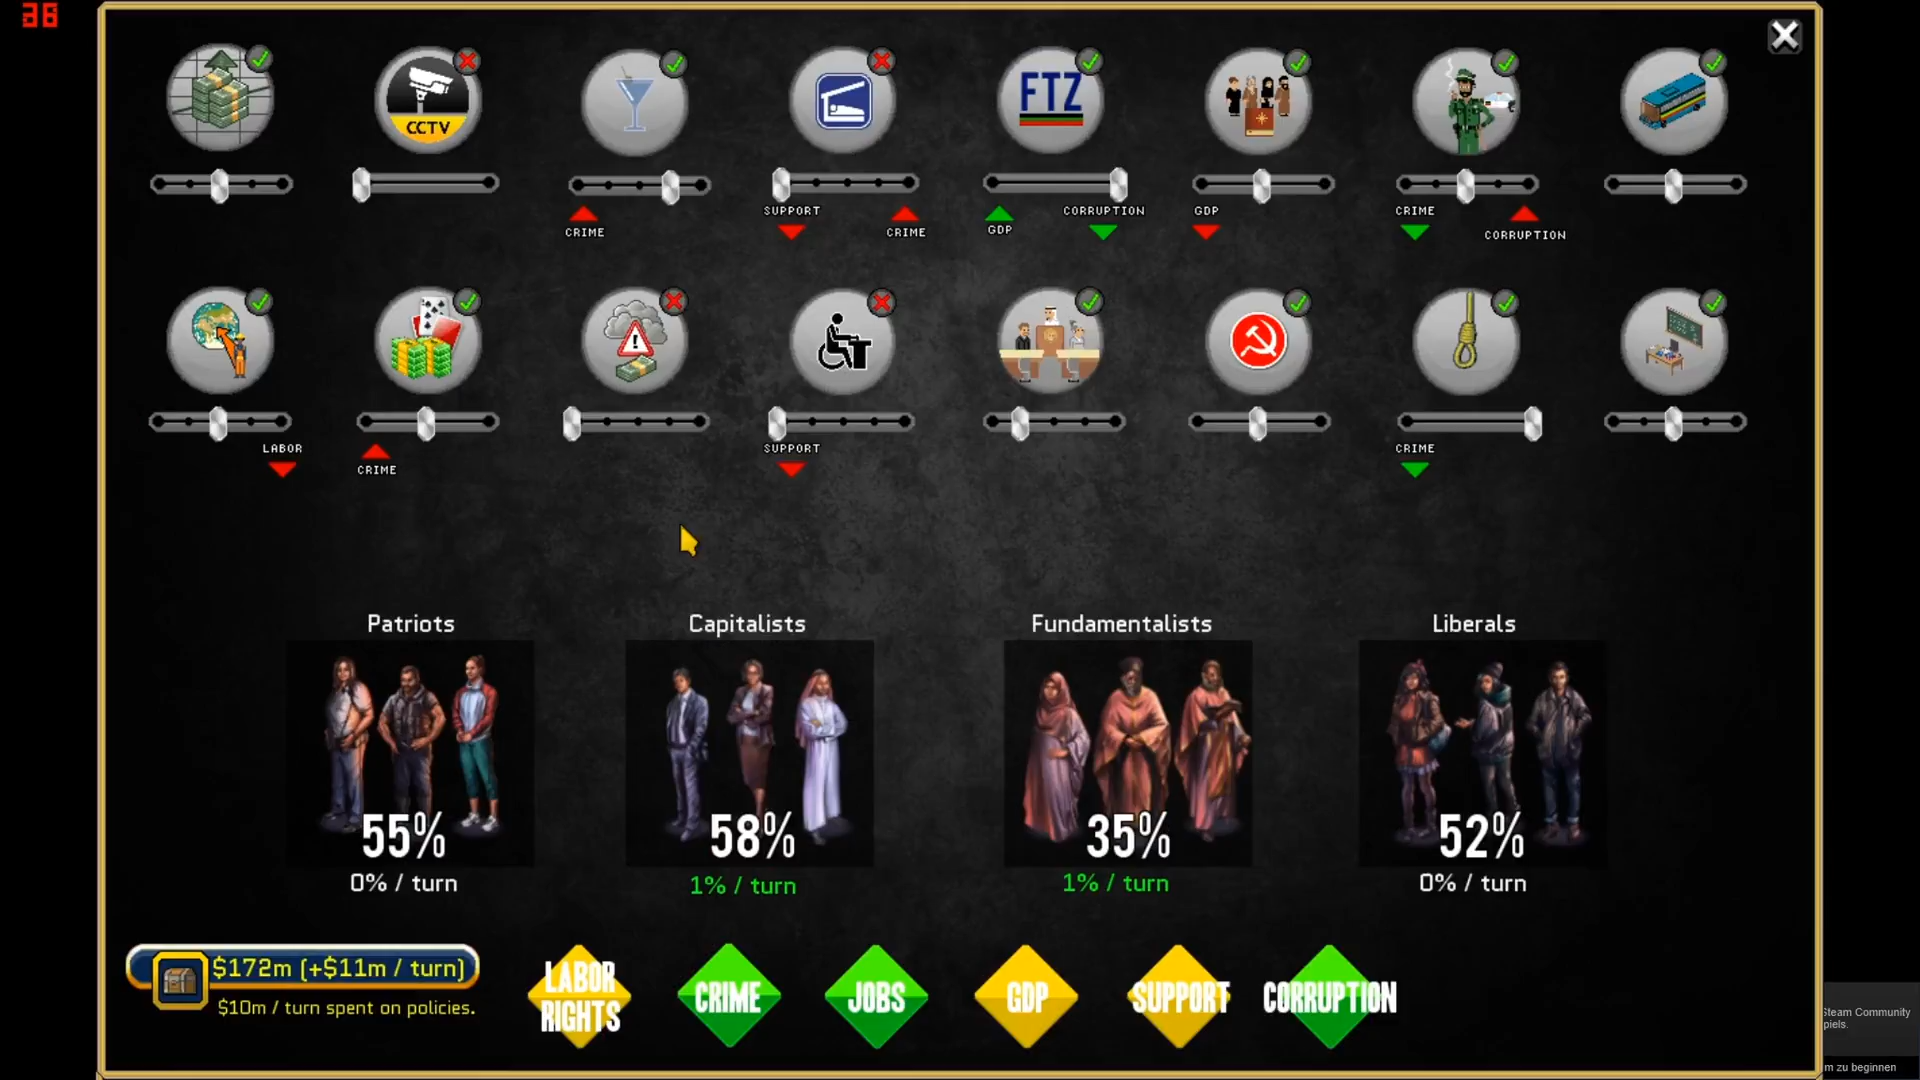 36
CCTV
FTZ
CRIME
SUPPORT
CRIME
GDP
CORRUPTION
GDP
CRIME
CORRUPTION
LABOR
CRIME
SUPPORT
CRIME
Patriots
Capitalists
Fundamentalists
Liberals
55%
58%
35%
52%
0% / turn
1% / turn
1% / turn
0% / turn
$172m (+$11m / turn)
$10m / turn spent on policies.
LABOR
RIGHTS
CRIME
JOBS
GDP
SUPPORT
CORRUPTION
Steam Community
piels.
m zu beginnen